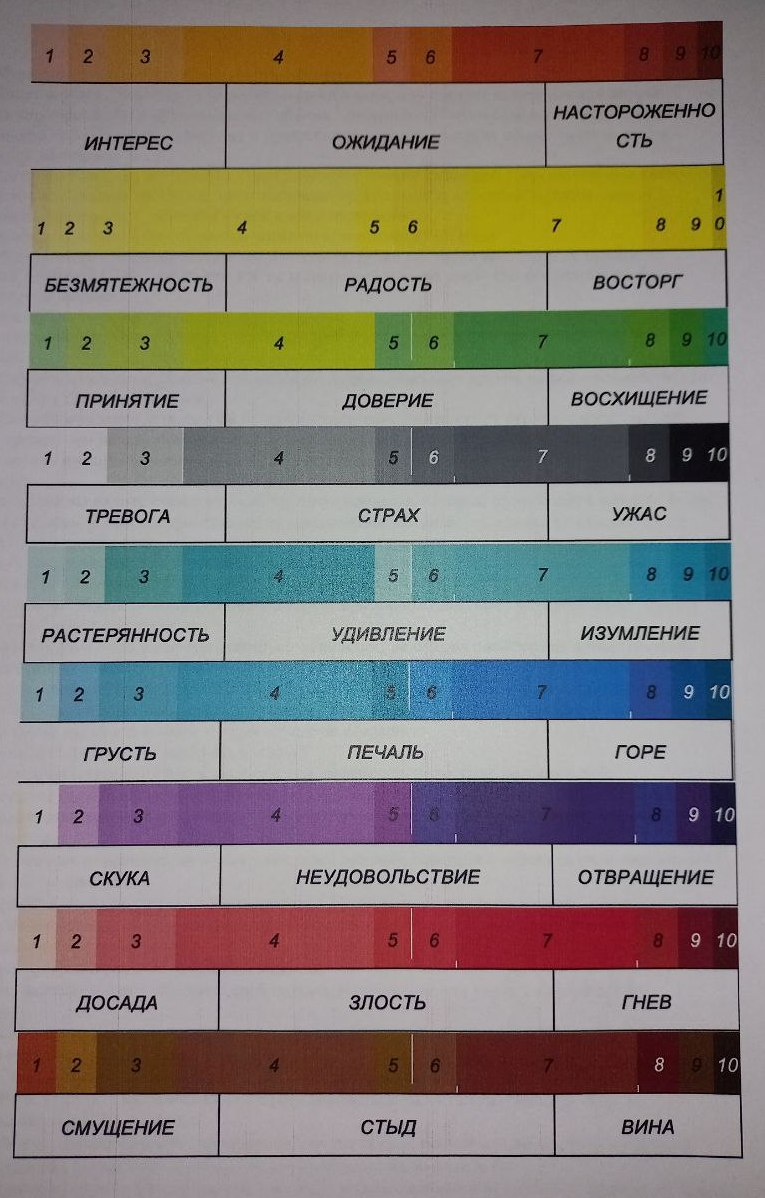 1 2 3 4 5 6 7 8 9 10
ИНТЕРЕС ОЖИДАНИЕ НАСТОРОЖЕННО
СТЬ
1
1 2 3 4 5 6 7 8 9 0
БЕЗМЯТЕЖНОСТЬ РАДОСТЬ ВОСТОРГ
1 2 3 4 5 6 7 8 9 10
ПРИНЯТИЕ ДОВЕРИЕ ВОСХИЩЕНИЕ
1 2 3 4 5 6 7 8 9 10
ТРЕВОГА СТРАХ УЖАС
1 2 3 4 5 6 7 8 9 10
РАСТЕРЯННОСТЬ УДИВЛЕНИЕ ИЗУМЛЕНИЕ
1 2 3 4 5 6 7 8 9 10
ГРУСТЬ ПЕЧАЛЬ ГОРЕ
1 2 3 4 5 6 7 8 9 10
СКУКА НЕУДОВОЛЬСТВИЕ ОТВРАЩЕНИЕ
1 2 3 4 5 6 7 8 9 10
ДОСАДА ЗЛОСТЬ ГНЕВ
1 2 3 4 5 6 7 8 9 10
СМУЩЕНИЕ СТЫД ВИНА